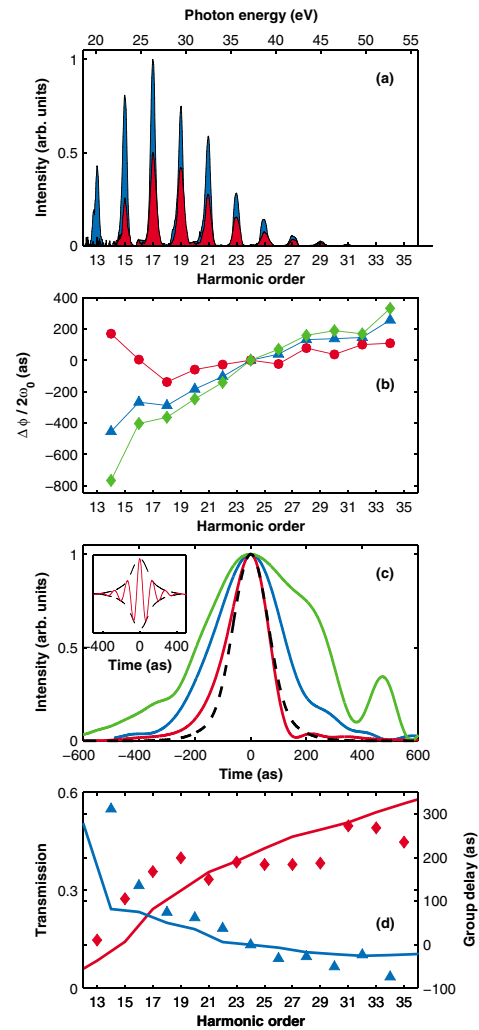 Photon energy (eV)
20 25 30 35 40 45 50 55
1
0.5
0
Intensity (arb. units)
(a)
13 15 17 19 21 23 25 27 29 31 33 35
Harmonic order
400
200
0
−200
−400
−600
−800
Δ ϕ / 2ω0 (as)
(b)
13 15 17 19 21 23 25 27 29 31 33 35
Harmonic order
1
0.5
0
Intensity (arb. units)
(c)
−400 0 400
Time (as)
−600 −400 −200 0 200 400 600
Time (as)
0.6
0.3
0
Transmission
(d)
300
200
100
0
−100
Group delay (as)
13 15 17 19 21 23 25 27 29 31 33 35
Harmonic order